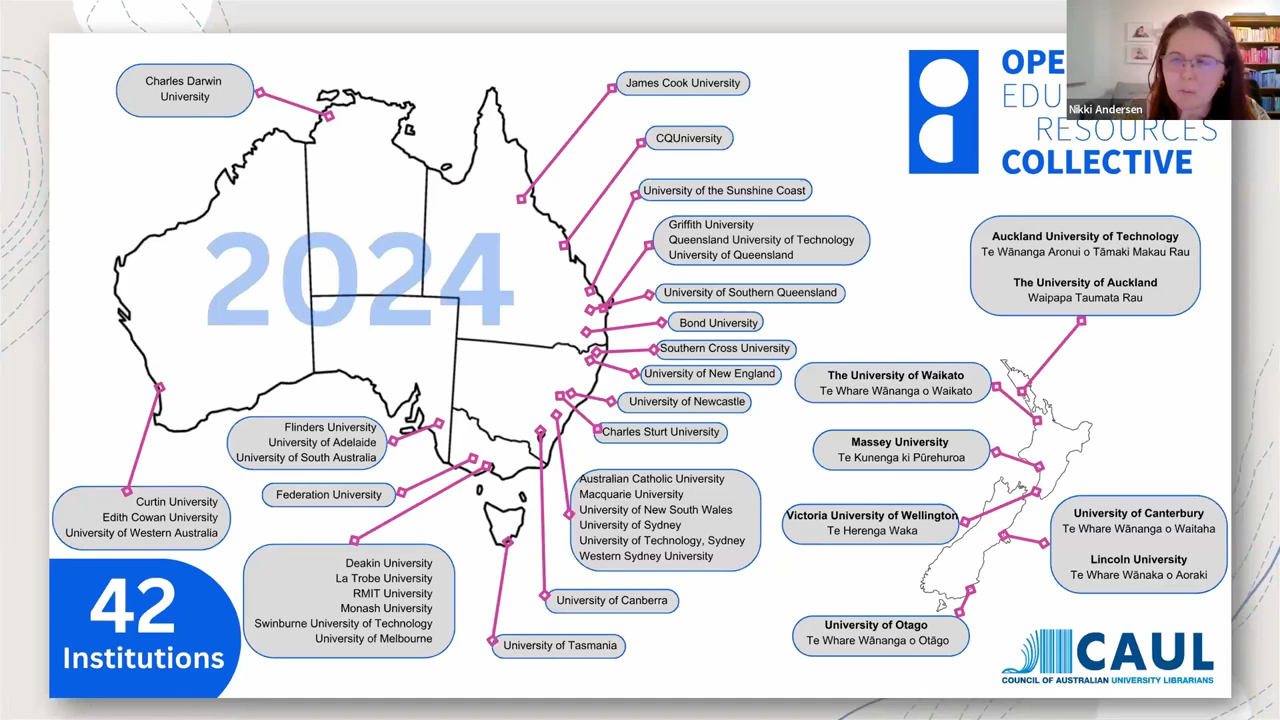 Charles Darwin
University
James Cook University
CQUniversity
University of the Sunshine Coast
Griffith University
Queensland University of Technology
University of Queensland
University of Southern Queensland
Bond University
Southern Cross University
University of New England
University of Newcastle
Charles Sturt University
2024
Flinders University
University of Adelaide
University of South Australia
Federation University
Curtin University
Edith Cowan University
University of Western Australia
Deakin University
La Trobe University
RMIT University
Monash University
Swinburne University of Technology
University of Melbourne
Australian Catholic University
Macquarie University
University of New South Wales
University of Sydney
University of Technology, Sydney
Western Sydney University
University of Canberra
University of Tasmania
42
Institutions
Nikki Andersen
RESOURCES
COLLECTIVE
Auckland University of Technology
Te Wānanga Aronui o Tāmaki Makau Rau
The University of Auckland
Waipapa Taumata Rau
The University of Waikato
Te Whare Wānanga o Waikato
Massey University
Te Kunenga ki Pūrehuroa
Victoria University of Wellington
Te Herenga Waka
University of Canterbury
Te Whare Wānanga o Waitaha
Lincoln University
Te Whare Wānaka o Aoraki
University of Otago
Te Whare Wānanga o Otāgo
CAUL
COUNCIL OF AUSTRALIAN UNIVERSITY LIBRARIANS